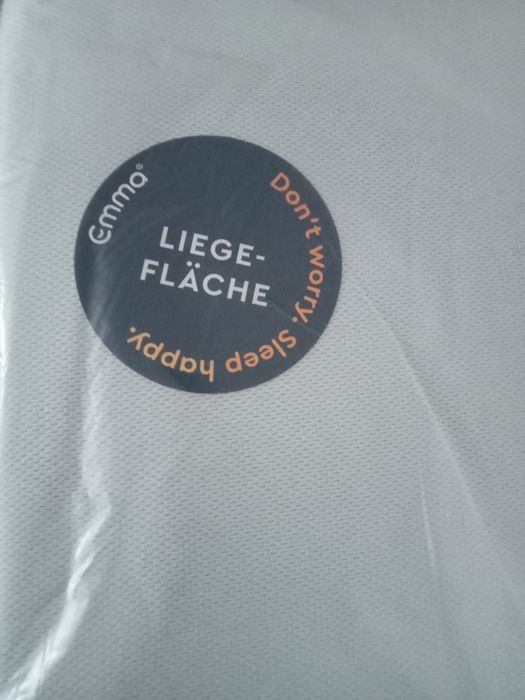 emma®
LIEGE-
FLÄCHE
Don't worry. Sleep happy.